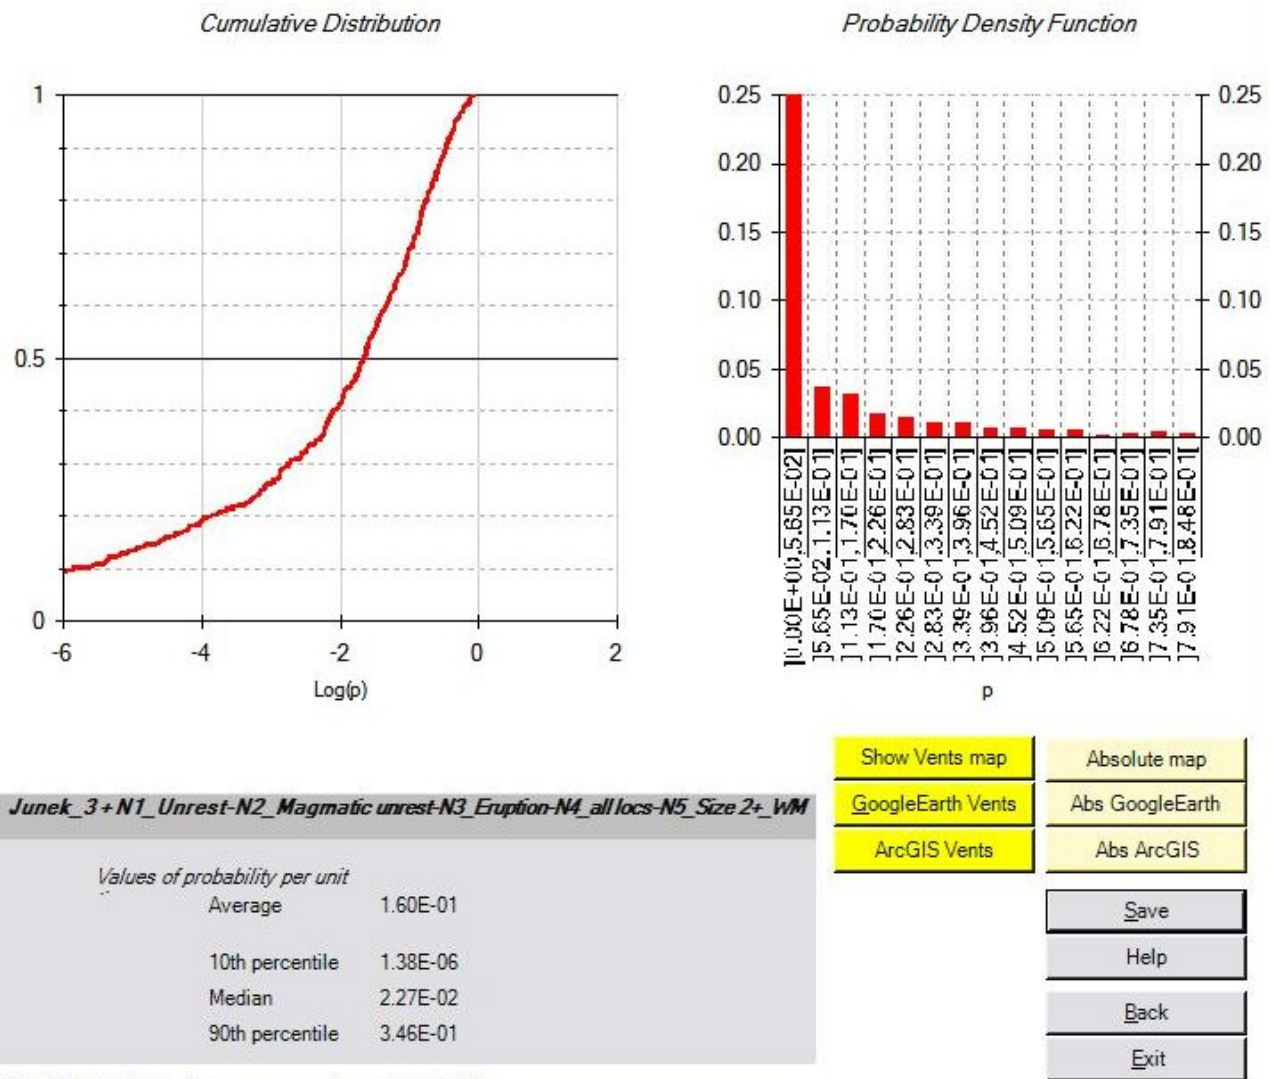 Cumulative Distribution
1
0.5
0
-6 -4 -2 0 2
Log(p)
Probability Density Function
0.25 0.25
0.20 0.20
0.15 0.15
0.10 0.10
0.05 0.05
0.00 0.00
]0.00E+00,5.65E-02]
]5.65E-02,1.13E-01]
]1.13E-01,1.70E-01]
]1.70E-01,2.26E-01]
]2.26E-01,2.83E-01]
]2.83E-01,3.39E-01]
]3.39E-01,3.96E-01]
]3.96E-01,4.52E-01]
]4.52E-01,5.09E-01]
]5.09E-01,5.65E-01]
]5.65E-01,6.22E-01]
]6.22E-01,6.78E-01]
]6.78E-01,7.35E-01]
]7.35E-01,7.91E-01]
]7.91E-01,8.48E-01[
p
Junek_3 + N1_Unrest-N2_Magmatic unrest-N3_Eruption-N4_all locs-N5_Size 2+_WM
Values of probability per unit
Average 1.60E-01
10th percentile 1.38E-06
Median 2.27E-02
90th percentile 3.46E-01
Show Vents map
GoogleEarth Vents
ArcGIS Vents
Absolute map
Abs GoogleEarth
Abs ArcGIS
Save
Help
Back
Exit